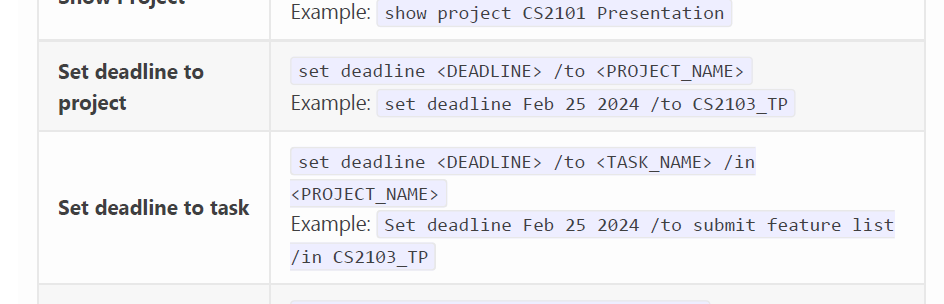 Show Project
Example: show project CS2101 Presentation
Set deadline to
project
set deadline <DEADLINE> /to <PROJECT_NAME>
Example: set deadline Feb 25 2024 /to CS2103_TP
Set deadline to task
set deadline <DEADLINE> /to <TASK_NAME> /in
<PROJECT_NAME>
Example: Set deadline Feb 25 2024 /to submit feature list
/in CS2103_TP